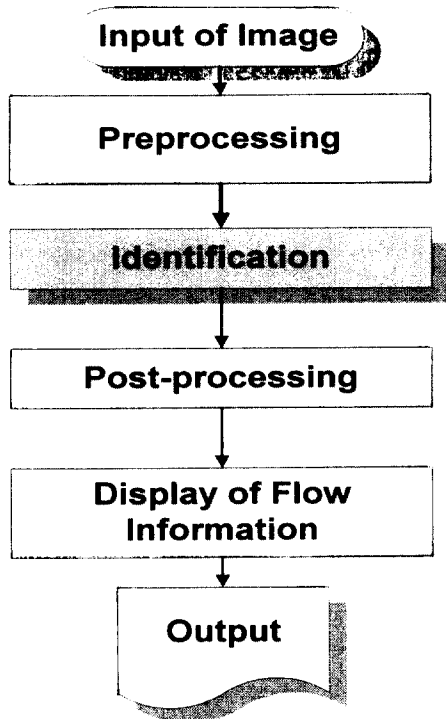 Input of Image
Preprocessing
Identification
Post-processing
Display of Flow
Information
Output